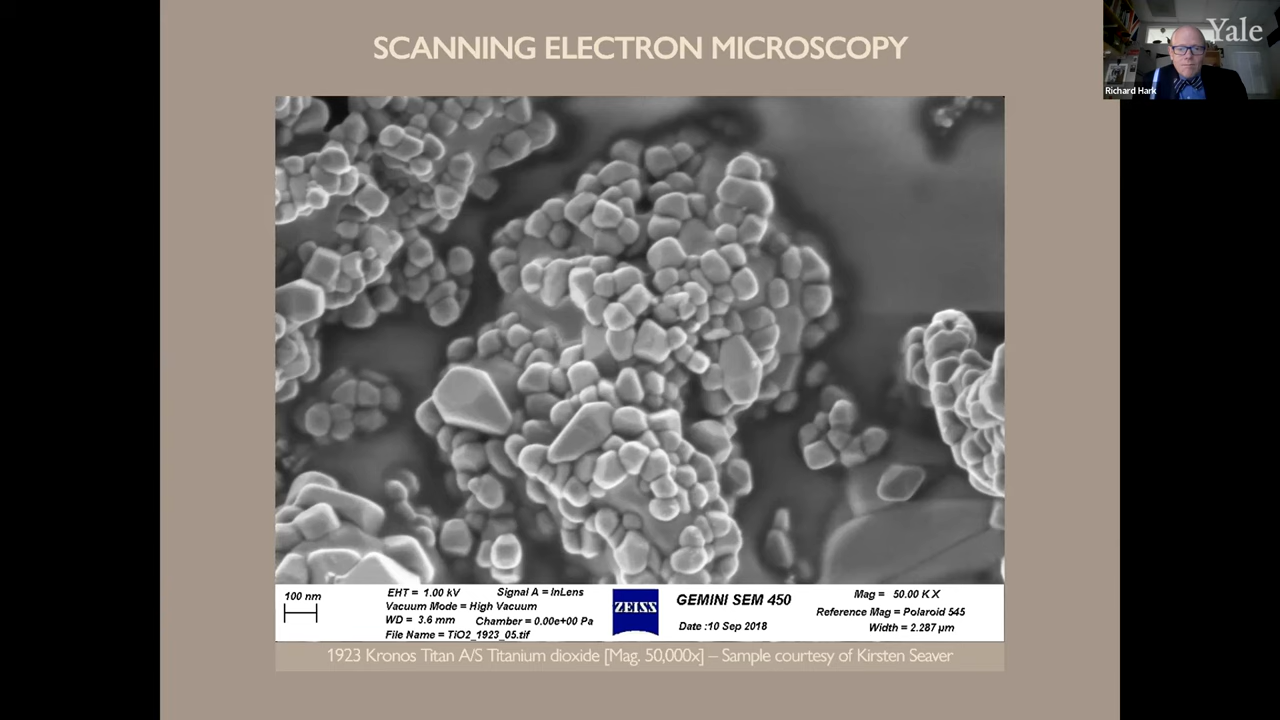 SCANNING ELECTRON MICROSCOPY
Yale
Richard Hark
100 nm
EHT = 1.00 kV Signal A = InLens
Vacuum Mode = High Vacuum
WD = 3.6 mm Chamber = 0.00e+00 Pa
File Name = TiO2_1923_05.tif
ZEISS
GEMINI SEM 450
Date :10 Sep 2018
Mag = 50.00 K X
Reference Mag = Polaroid 545
Width = 2.287 µm
1923 Kronos Titan A/S Titanium dioxide [Mag. 50,000x] – Sample courtesy of Kirsten Seaver